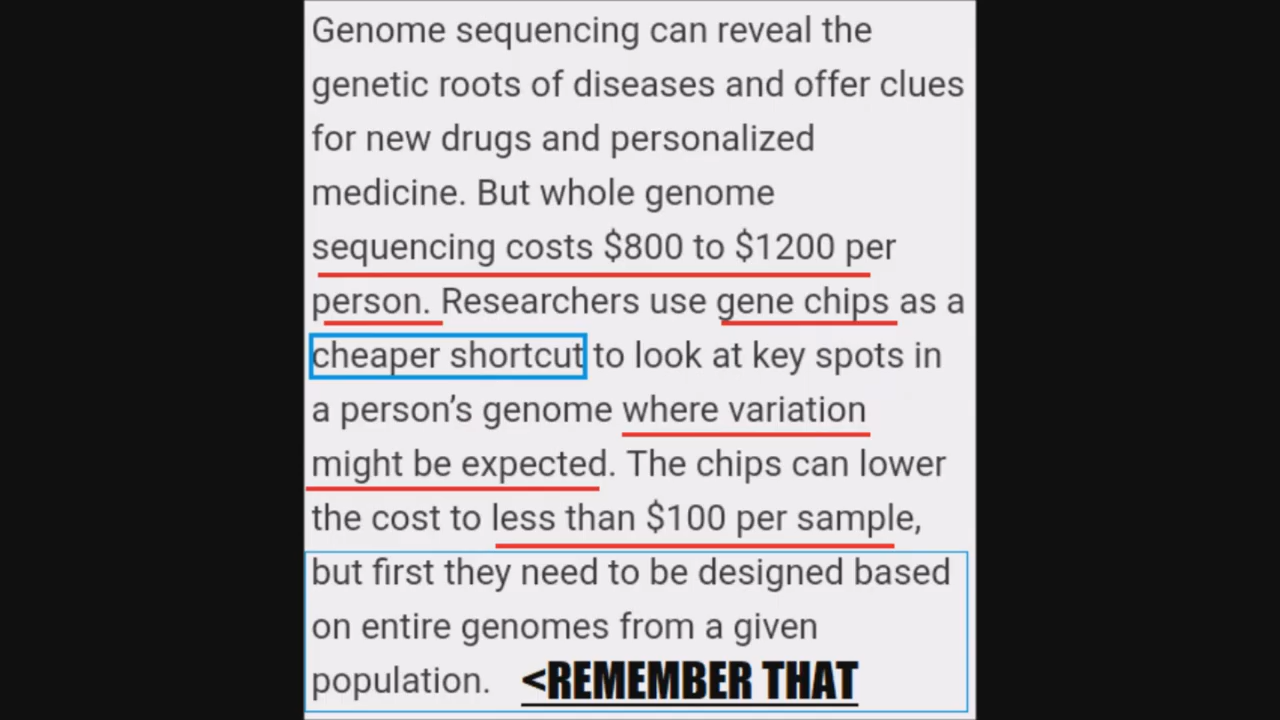 Genome sequencing can reveal the
genetic roots of diseases and offer clues
for new drugs and personalized
medicine. But whole genome
sequencing costs $800 to $1200 per
person. Researchers use gene chips as a
cheaper shortcut to look at key spots in
a person’s genome where variation
might be expected. The chips can lower
the cost to less than $100 per sample,
but first they need to be designed based
on entire genomes from a given
population. <REMEMBER THAT